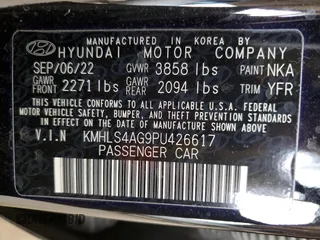 MANUFACTURED IN KOREA BY
HYUNDAI MOTOR COMPANY
SEP/06/22 GVWR 3858 lbs PAINT NKA
GAWR FRONT 2271 lbs GAWR REAR 2094 lbs TRIM YFR
THIS VEHICLE CONFORMS TO ALL APPLICABLE U.S. FEDERAL MOTOR VEHICLE SAFETY,
BUMPER, AND THEFT PREVENTION STANDARDS
IN EFFECT ON THE DATE OF MANUFACTURE SHOWN ABOVE.
V.I.N KMHLS4AG9PU426617
PASSENGER CAR